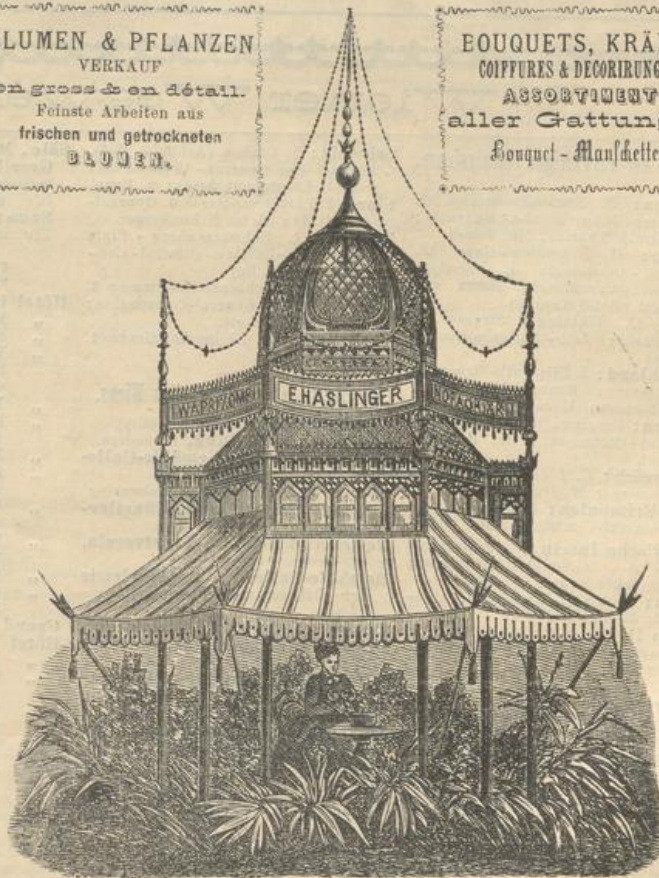 LUMEN & PFLANZEN
VERKAUF
en gross & en détail.
Feinste Arbeiten aus
frischen und getrockneten
BLUMEN.
BOUQUETS, KRÄ
COIFFURES & DECORIRUNG
ASSORTIMENT
aller Gattung
Bouquet-Manschette
E. HASLINGER